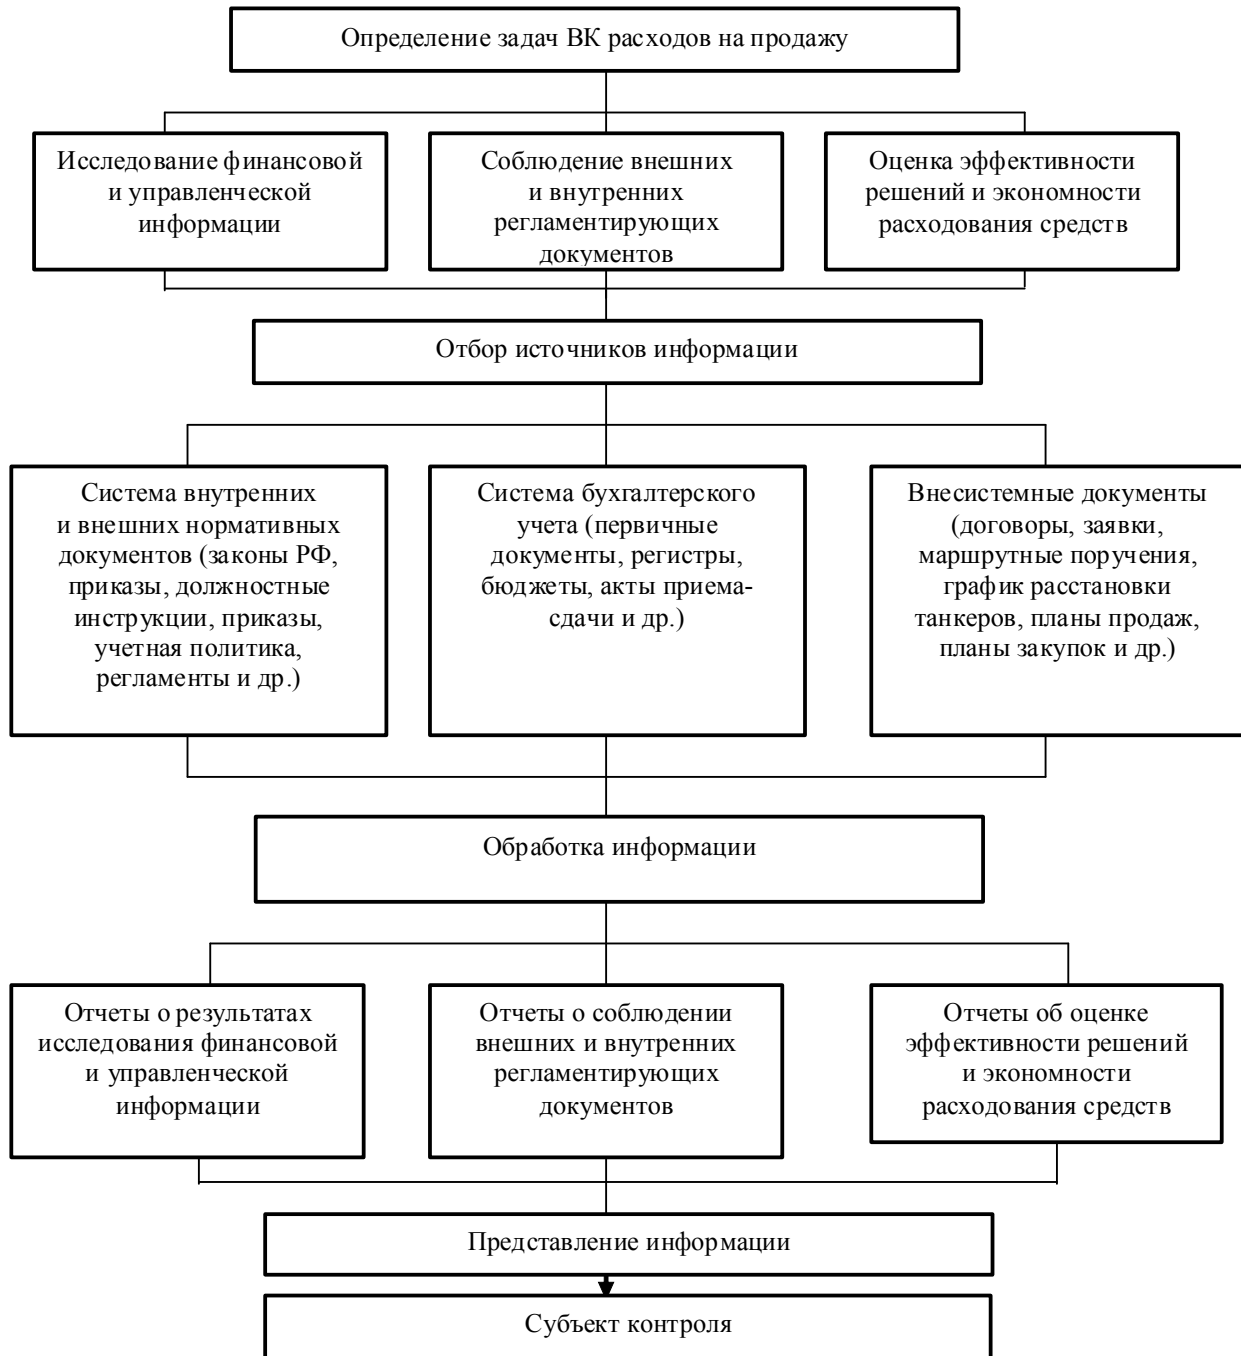 Определение задач ВК расходов на продажу
Исследование финансовой
и управленческой
информации
Соблюдение внешних
и внутренних
регламентирующих
документов
Оценка эффективности
решений и экономности
расходования средств
Отбор источников информации
Система внутренних
и внешних нормативных
документов (законы РФ,
приказы, должностные
инструкции, приказы,
учетная политика,
регламенты и др.)
Система бухгалтерского
учета (первичные
документы, регистры,
бюджеты, акты приема-
сдачи и др.)
Внесистемные документы
(договоры, заявки,
маршрутные поручения,
график расстановки
танкеров, планы продаж,
планы закупок и др.)
Обработка информации
Отчеты о результатах
исследования финансовой
и управленческой
информации
Отчеты о соблюдении
внешних и внутренних
регламентирующих
документов
Отчеты об оценке
эффективности решений
и экономности
расходования средств
Представление информации
Субъект контроля